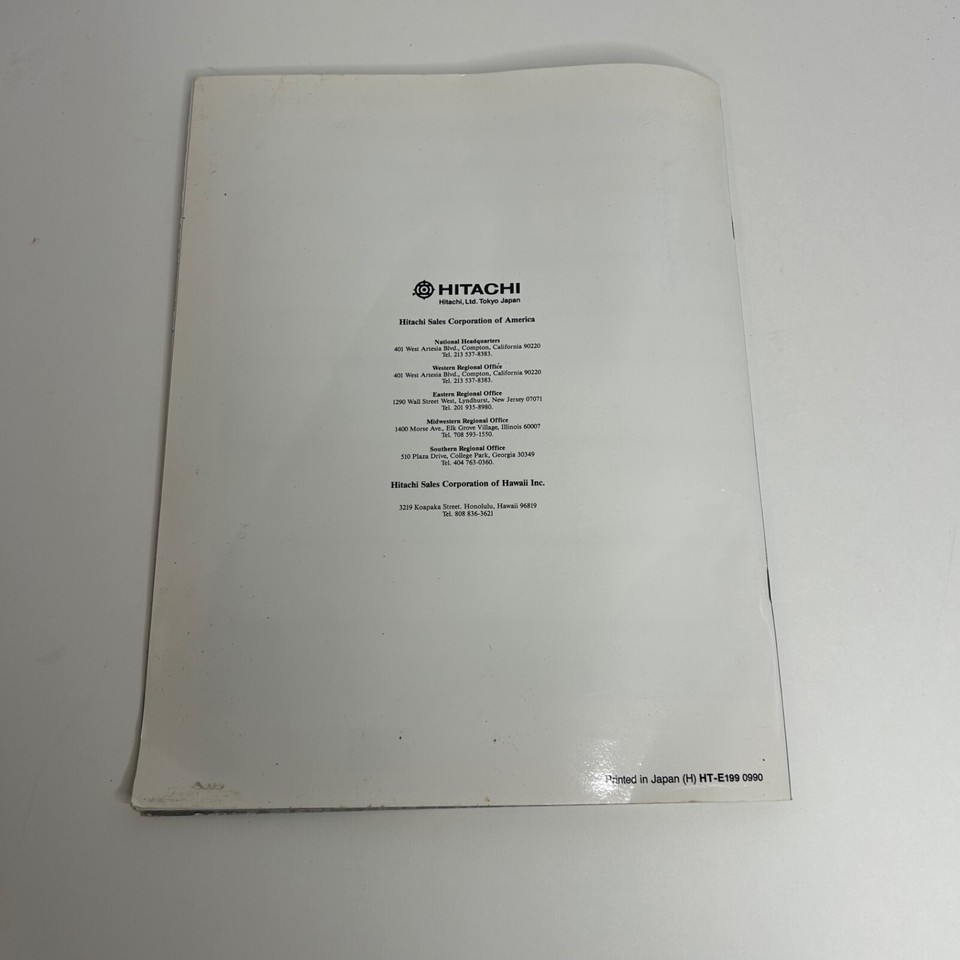 HITACHI
Hitachi, Ltd. Tokyo Japan
Hitachi Sales Corporation of America
National Headquarters
401 West Artesia Blvd., Compton, California 90220
Tel. 213 537-8383.
Western Regional Office
401 West Artesia Blvd., Compton, California 90220
Tel. 213 537-8383.
Eastern Regional Office
1290 Wall Street West, Lyndhurst, New Jersey 07071
Tel. 201 935-8980.
Midwestern Regional Office
1400 Morse Ave., Elk Grove Village, Illinois 60007
Tel. 708 593-1550.
Southern Regional Office
510 Plaza Drive, College Park, Georgia 30349
Tel. 404 763-0360.
Hitachi Sales Corporation of Hawaii Inc.
3219 Koapaka Street. Honolulu, Hawaii 96819
Tel. 808 836-3621
Printed in Japan (H) HT-E199 0990